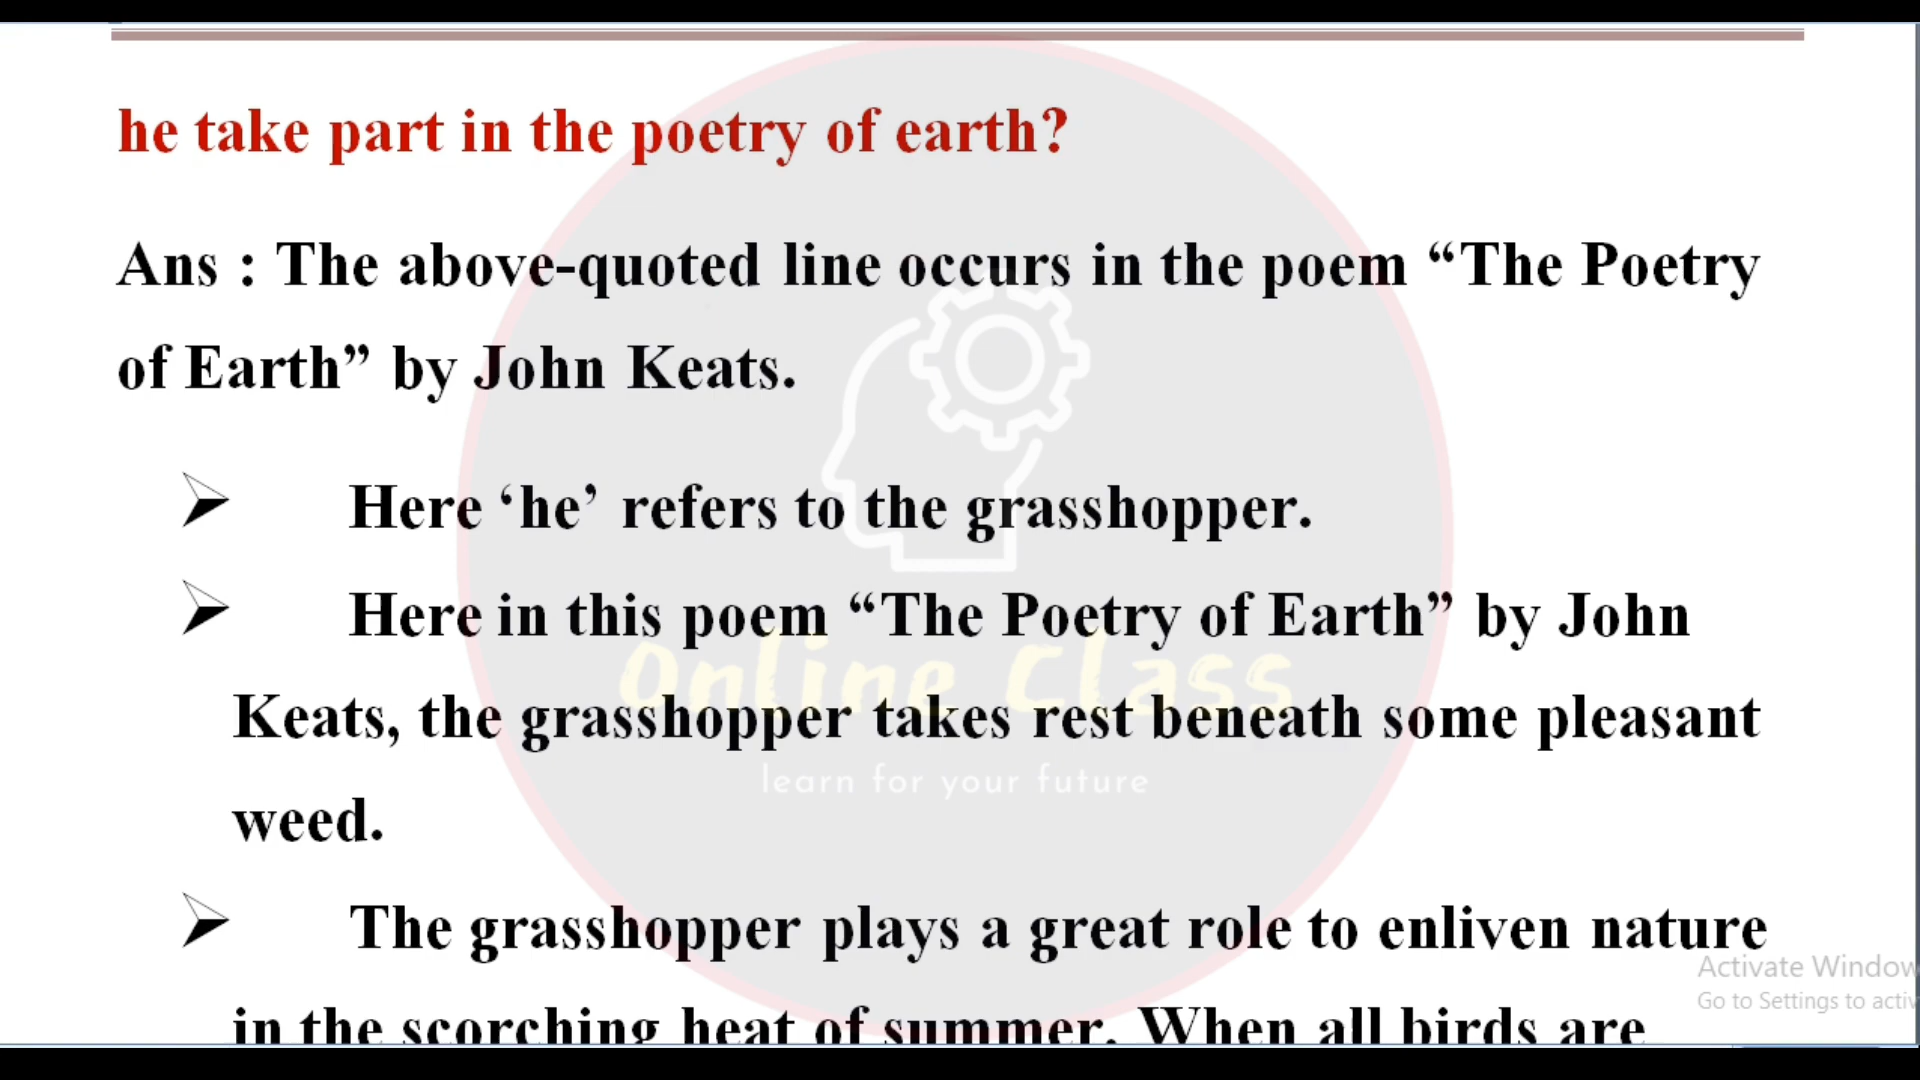 he take part in the poetry of earth?
Ans : The above-quoted line occurs in the poem “The Poetry
of Earth” by John Keats.
➢ Here ‘he’ refers to the grasshopper.
➢ Here in this poem “The Poetry of Earth” by John
Keats, the grasshopper takes rest beneath some pleasant
weed.
➢ The grasshopper plays a great role to enliven nature
in the scorching heat of summer. When all birds are
Online Class
learn for your future
Activate Window
Go to Settings to activ